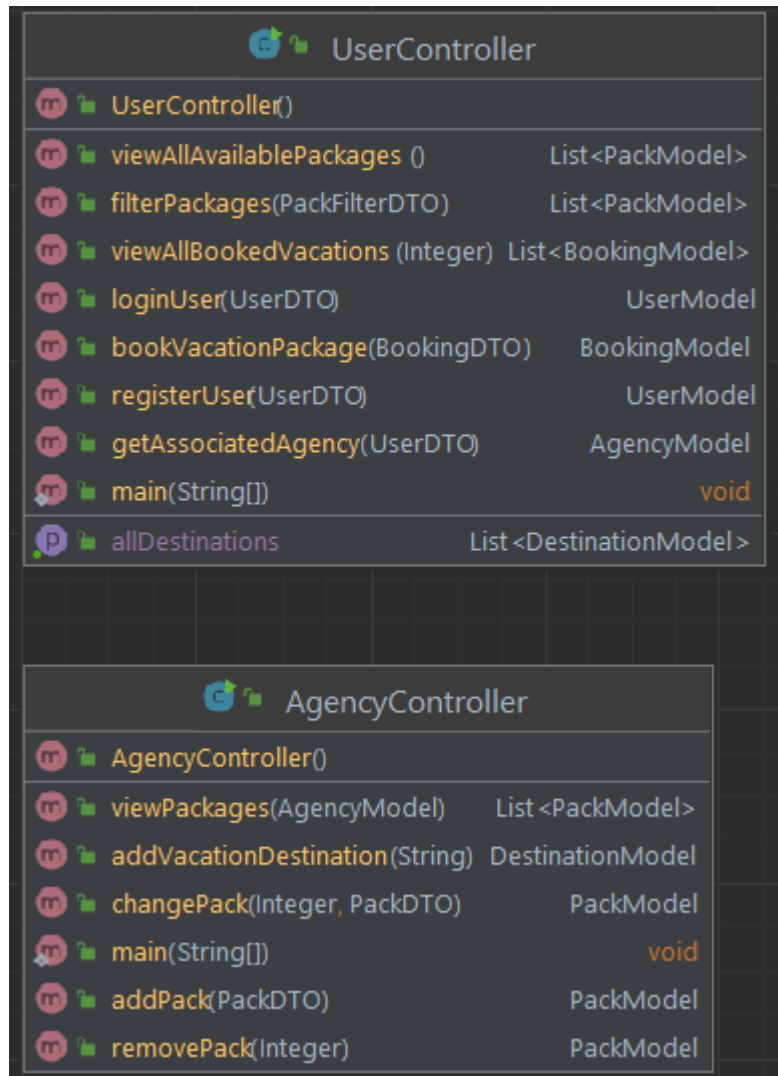 UserController
UserController()
viewAllAvailablePackages () List<PackModel>
filterPackages(PackFilterDTO) List<PackModel>
viewAllBookedVacations (Integer) List<BookingModel>
loginUser(UserDTO) UserModel
bookVacationPackage(BookingDTO) BookingModel
registerUser(UserDTO) UserModel
getAssociatedAgency(UserDTO) AgencyModel
main(String[]) void
allDestinations List<DestinationModel>
AgencyController
AgencyController()
viewPackages(AgencyModel) List<PackModel>
addVacationDestination(String) DestinationModel
changePack(Integer, PackDTO) PackModel
main(String[]) void
addPack(PackDTO) PackModel
removePack(Integer) PackModel